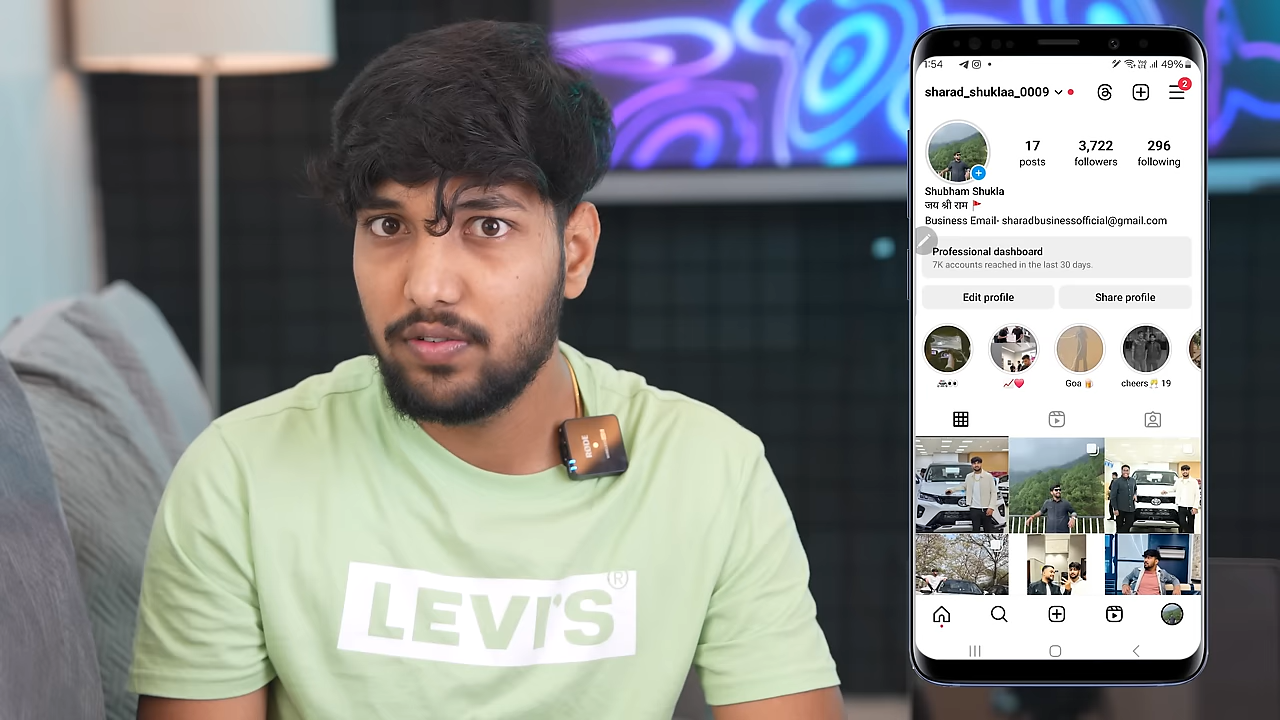 LEVI'S®
RØDE
1:54
49%
sharad_shuklaa_0009
2
17
3,722
296
posts
followers
following
Shubham Shukla
जय श्री राम 🚩
Business Email- sharadbusinessofficial@gmail.com
Professional dashboard
7K accounts reached in the last 30 days.
Edit profile
Share profile
Goa
cheers🥂 19